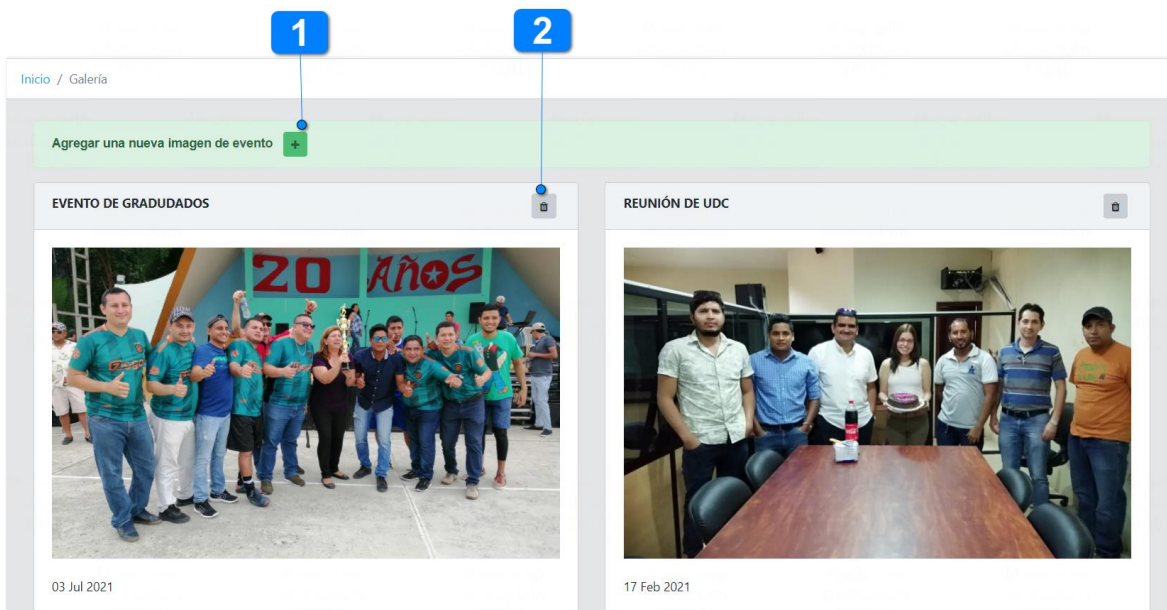 1
2
Inicio / Galería
Agregar una nueva imagen de evento +
EVENTO DE GRADUDADOS
REUNIÓN DE UDC
20 AÑOS
03 Jul 2021
17 Feb 2021